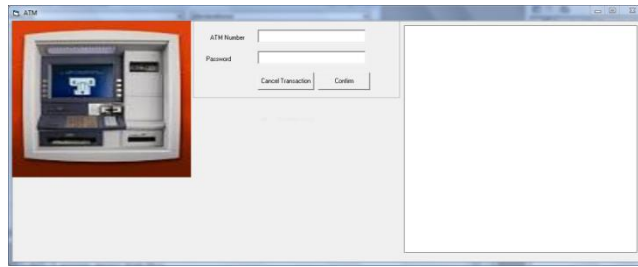 ATM
ATM Number
Password
Cancel Transaction
Confirm